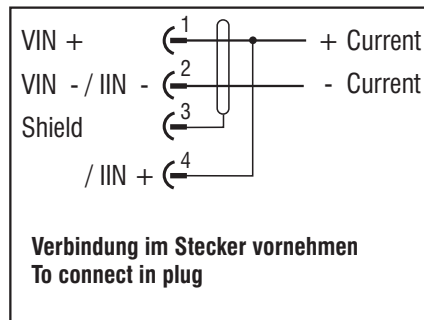 VIN + 1 + Current
VIN - / IIN - 2 - Current
Shield 3
/ IIN + 4
Verbindung im Stecker vornehmen
To connect in plug